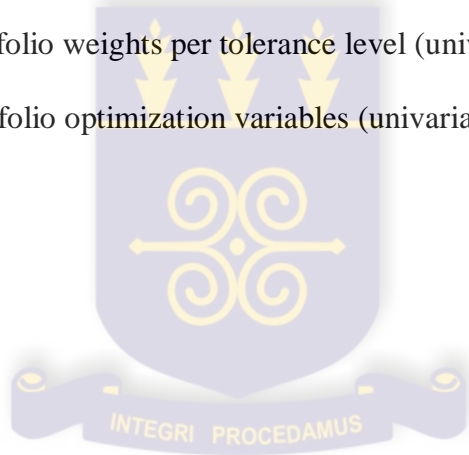 folio weights per tolerance level (univ
folio optimization variables (univaria
INTEGRI PROCEDAMUS